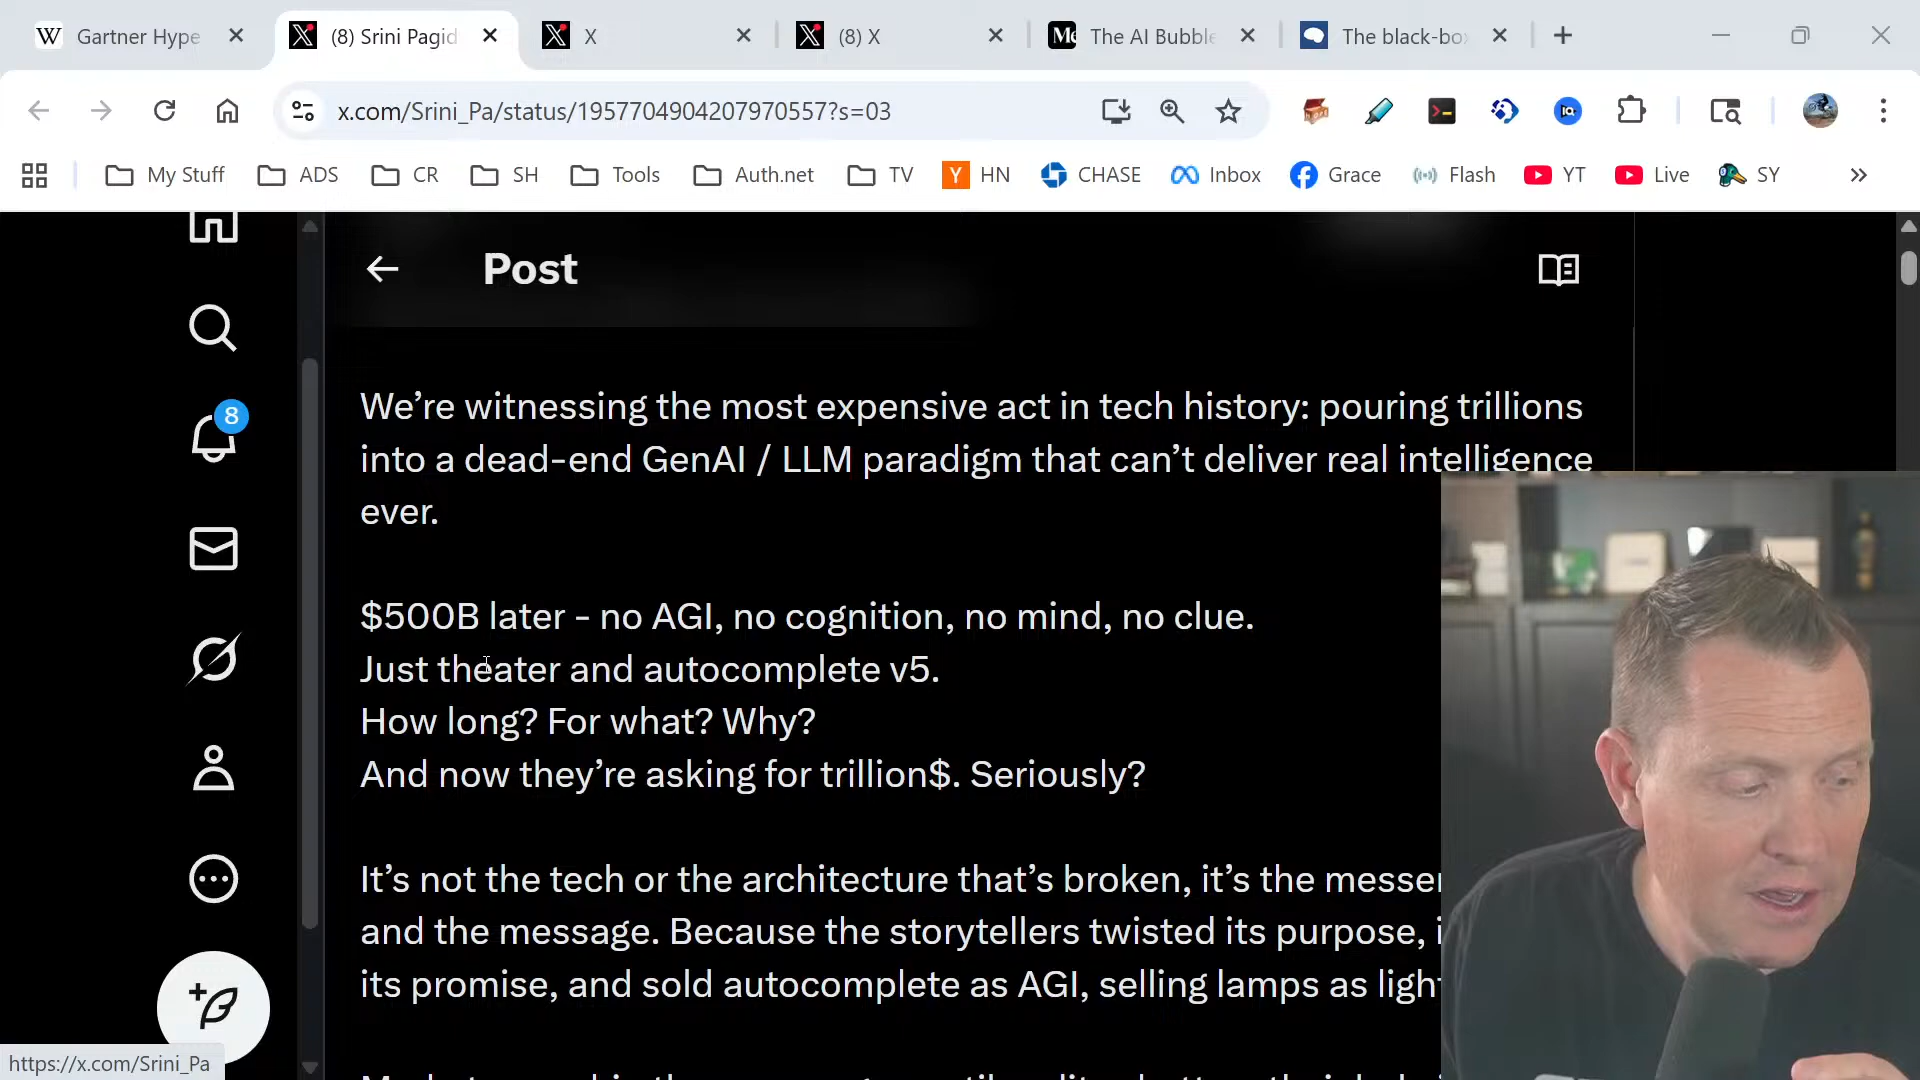 Gartner Hype
(8) Srini Pagid
X
(8) X
The AI Bubble
The black-bo
x.com/Srini_Pa/status/1957704904207970557?s=03
My Stuff
ADS
CR
SH
Tools
Auth.net
TV
HN
CHASE
Inbox
Grace
Flash
YT
Live
SY
Post
8
We’re witnessing the most expensive act in tech history: pouring trillions
into a dead-end GenAI / LLM paradigm that can’t deliver real intelligence
ever.
$500B later - no AGI, no cognition, no mind, no clue.
Just theater and autocomplete v5.
How long? For what? Why?
And now they’re asking for trillion$. Seriously?
It’s not the tech or the architecture that’s broken, it’s the messen
and the message. Because the storytellers twisted its purpose, i
its promise, and sold autocomplete as AGI, selling lamps as light
https://x.com/Srini_Pa